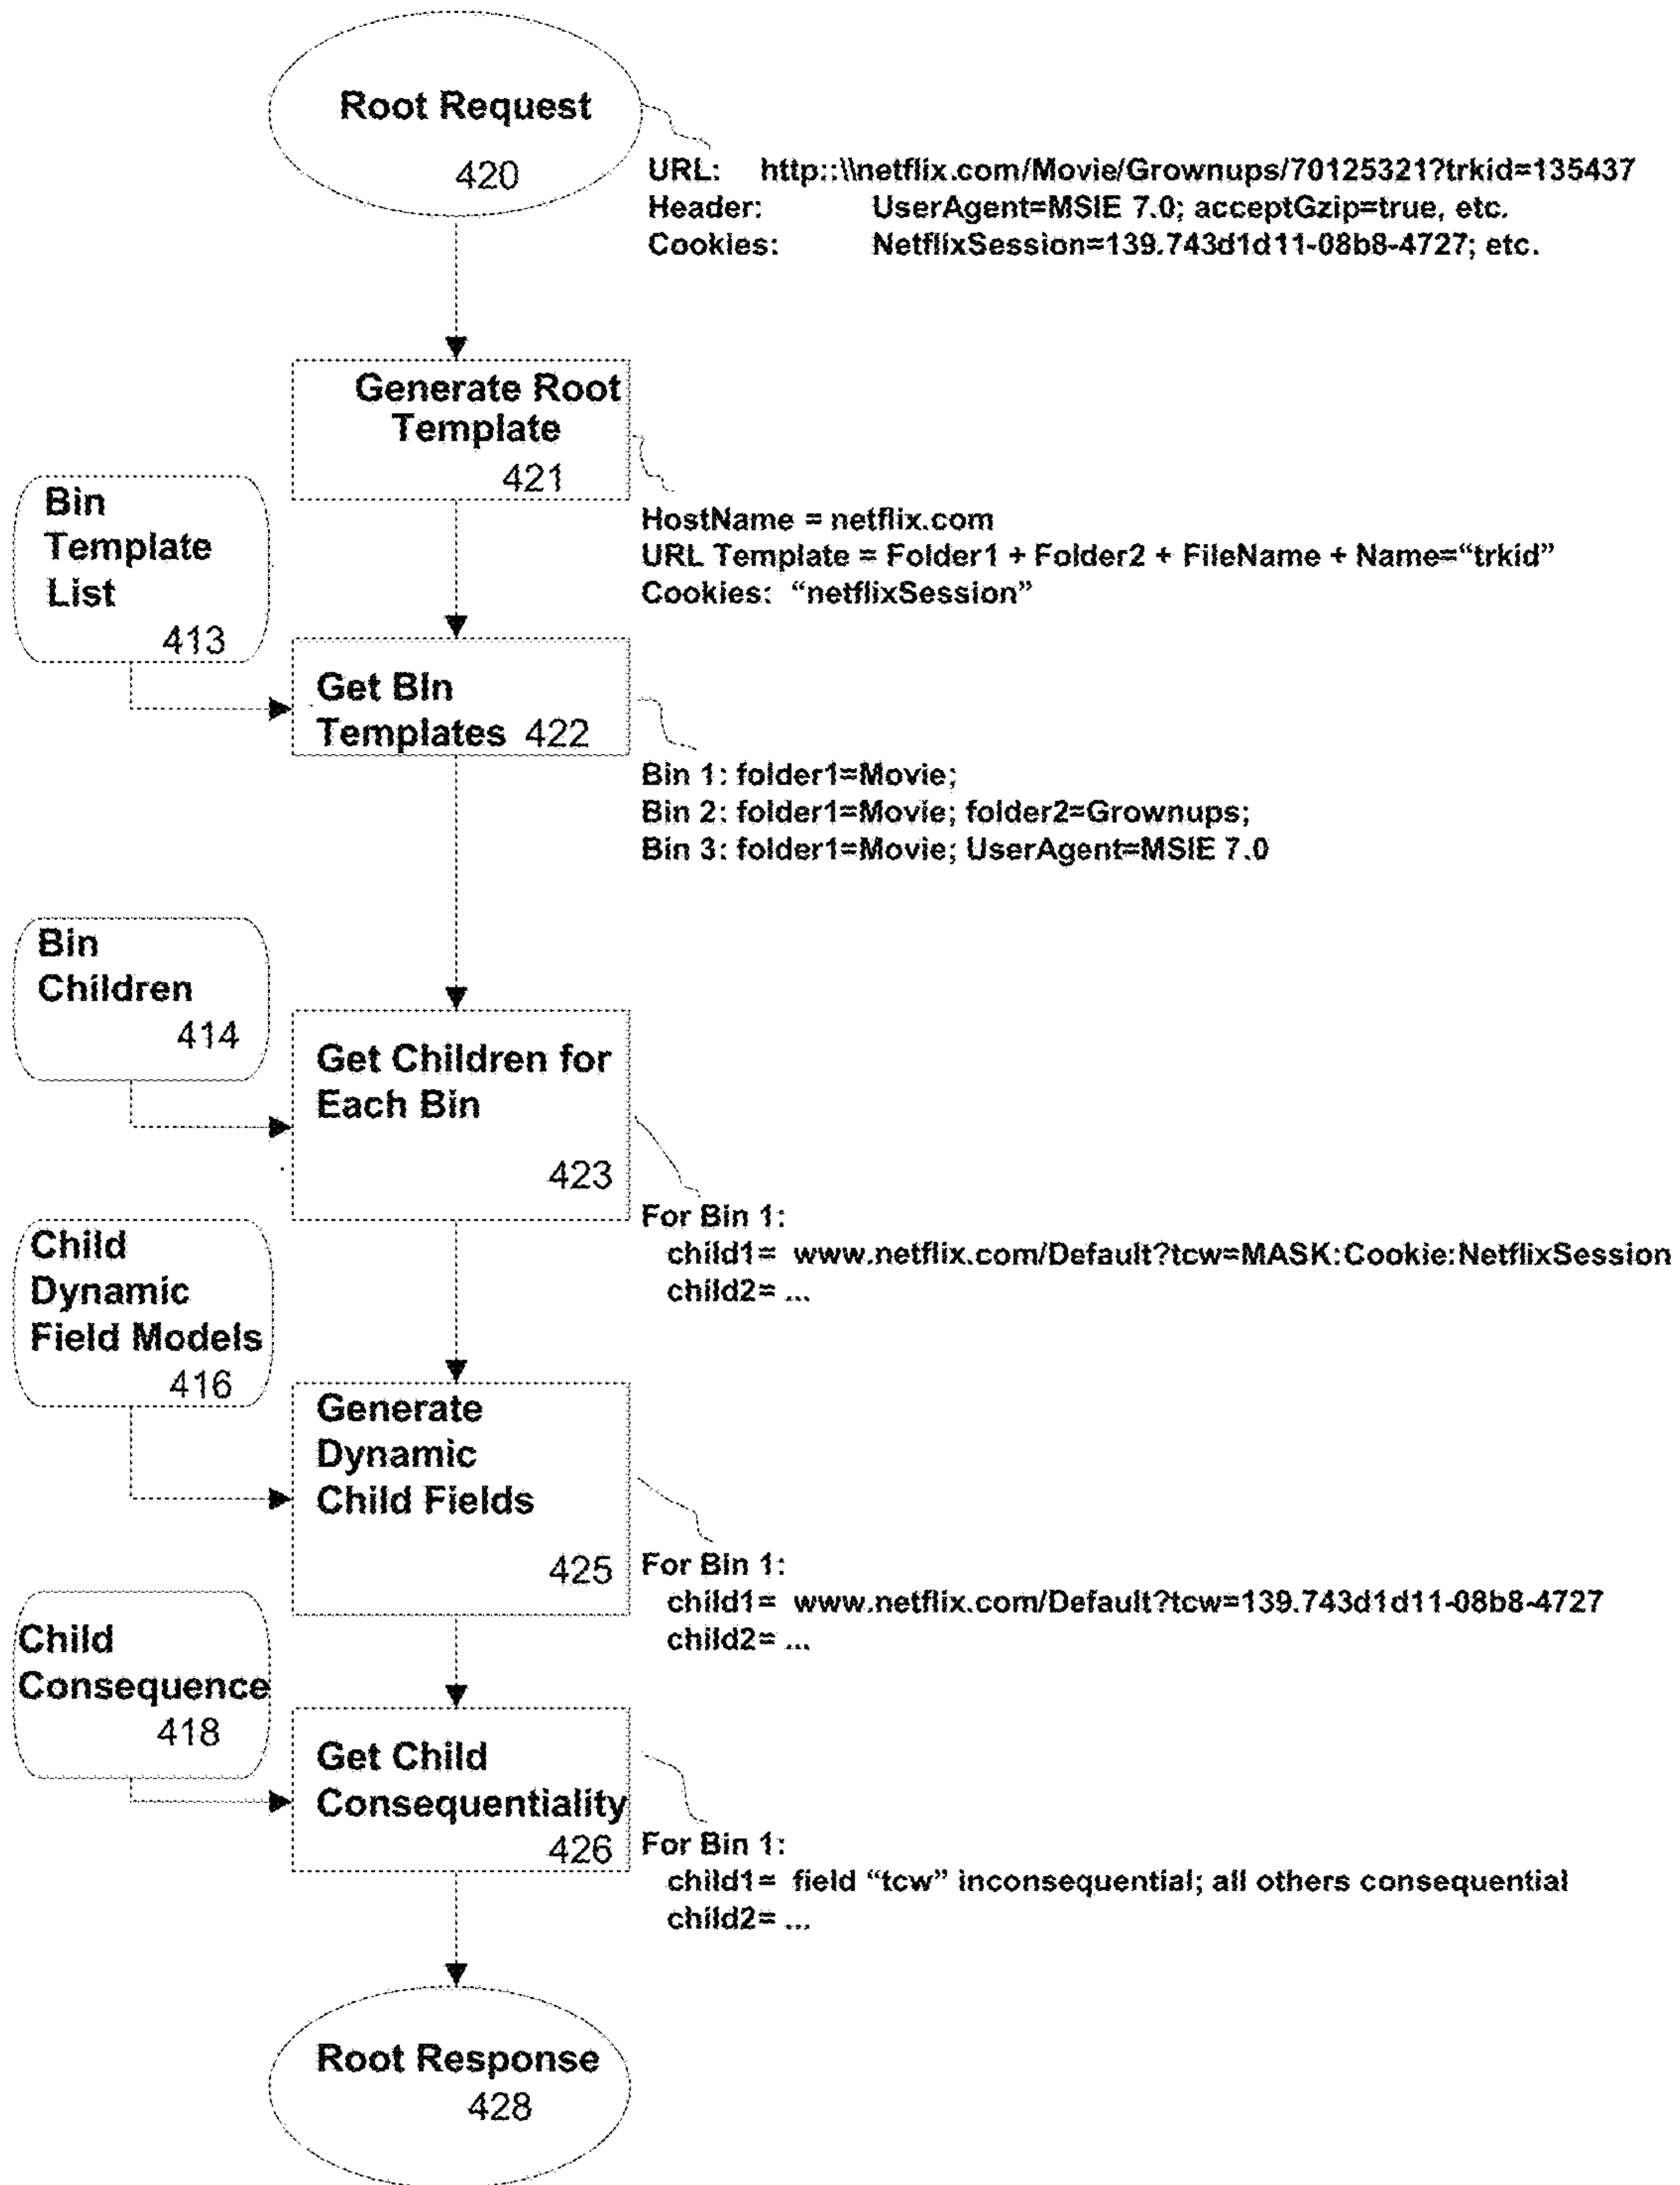 Root Request
420
URL: http::\\netflix.com/Movie/Grownups/70125321?trkid=135437
Header: UserAgent=MSIE 7.0; acceptGzip=true, etc.
Cookies: NetflixSession=139.743d1d11-08b8-4727; etc.
Generate Root
Template
421
HostName = netflix.com
URL Template = Folder1 + Folder2 + FileName + Name=“trkid”
Cookies: “netflixSession”
Bin
Template
List
413
Get BIn
Templates 422
Bin 1: folder1=Movie;
Bin 2: folder1=Movie; folder2=Grownups;
Bin 3: folder1=Movie; UserAgent=MSIE 7.0
Bin
Children
414
Get Children for
Each Bin
423
For Bin 1:
child1= www.netflix.com/Default?tcw=MASK:Cookie:NetflixSession
child2= ...
Child
Dynamic
Field Models
416
Generate
Dynamic
Child Fields
425
For Bin 1:
child1= www.netflix.com/Default?tcw=139.743d1d11-08b8-4727
child2= ...
Child
Consequence
418
Get Child
Consequentiality
426
For Bin 1:
child1= field “tcw” inconsequential; all others consequential
child2= ...
Root Response
428